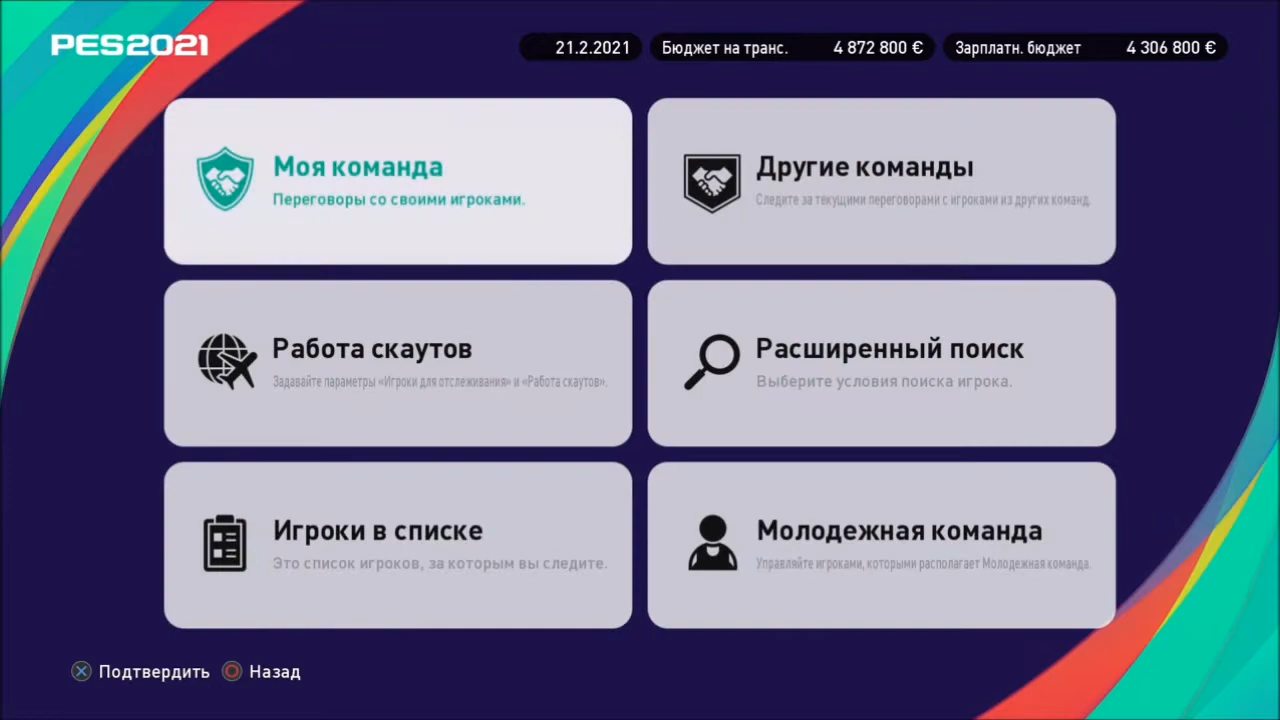 PES2021
21.2.2021
Бюджет на транс. 4 872 800 €
Зарплатн. бюджет 4 306 800 €
Моя команда
Переговоры со своими игроками.
Другие команды
Следите за текущими переговорами с игроками из других команд.
Работа скаутов
Задавайте параметры «Игроки для отслеживания» и «Работа скаутов».
Расширенный поиск
Выберите условия поиска игрока.
Игроки в списке
Это список игроков, за которым вы следите.
Молодежная команда
Управляйте игроками, которыми располагает Молодежная команда.
Подтвердить Назад